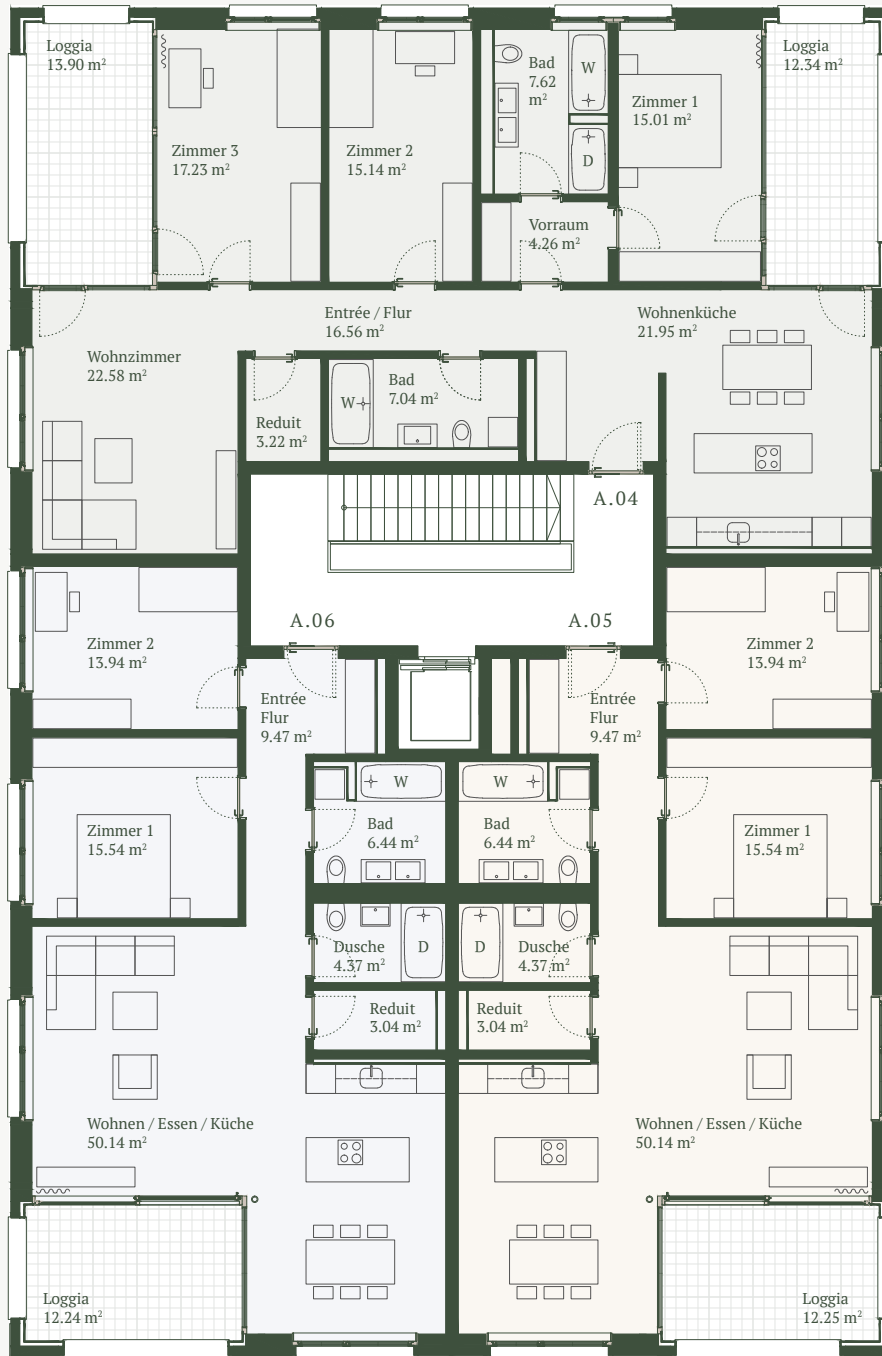 Loggia
13.90 m²
Zimmer 3
17.23 m²
Zimmer 2
15.14 m²
Bad
7.62
m²
W
D
Zimmer 1
15.01 m²
Loggia
12.34 m²
Vorraum
4.26 m²
Entrée / Flur
16.56 m²
Wohnenküche
21.95 m²
Wohnzimmer
22.58 m²
Reduit
3.22 m²
W
Bad
7.04 m²
A.04
A.06
A.05
Zimmer 2
13.94 m²
Entrée
Flur
9.47 m²
Entrée
Flur
9.47 m²
Zimmer 2
13.94 m²
Zimmer 1
15.54 m²
W
Bad
6.44 m²
W
Bad
6.44 m²
Zimmer 1
15.54 m²
Dusche
4.37 m²
D
D
Dusche
4.37 m²
Reduit
3.04 m²
Reduit
3.04 m²
Wohnen / Essen / Küche
50.14 m²
Wohnen / Essen / Küche
50.14 m²
Loggia
12.24 m²
Loggia
12.25 m²